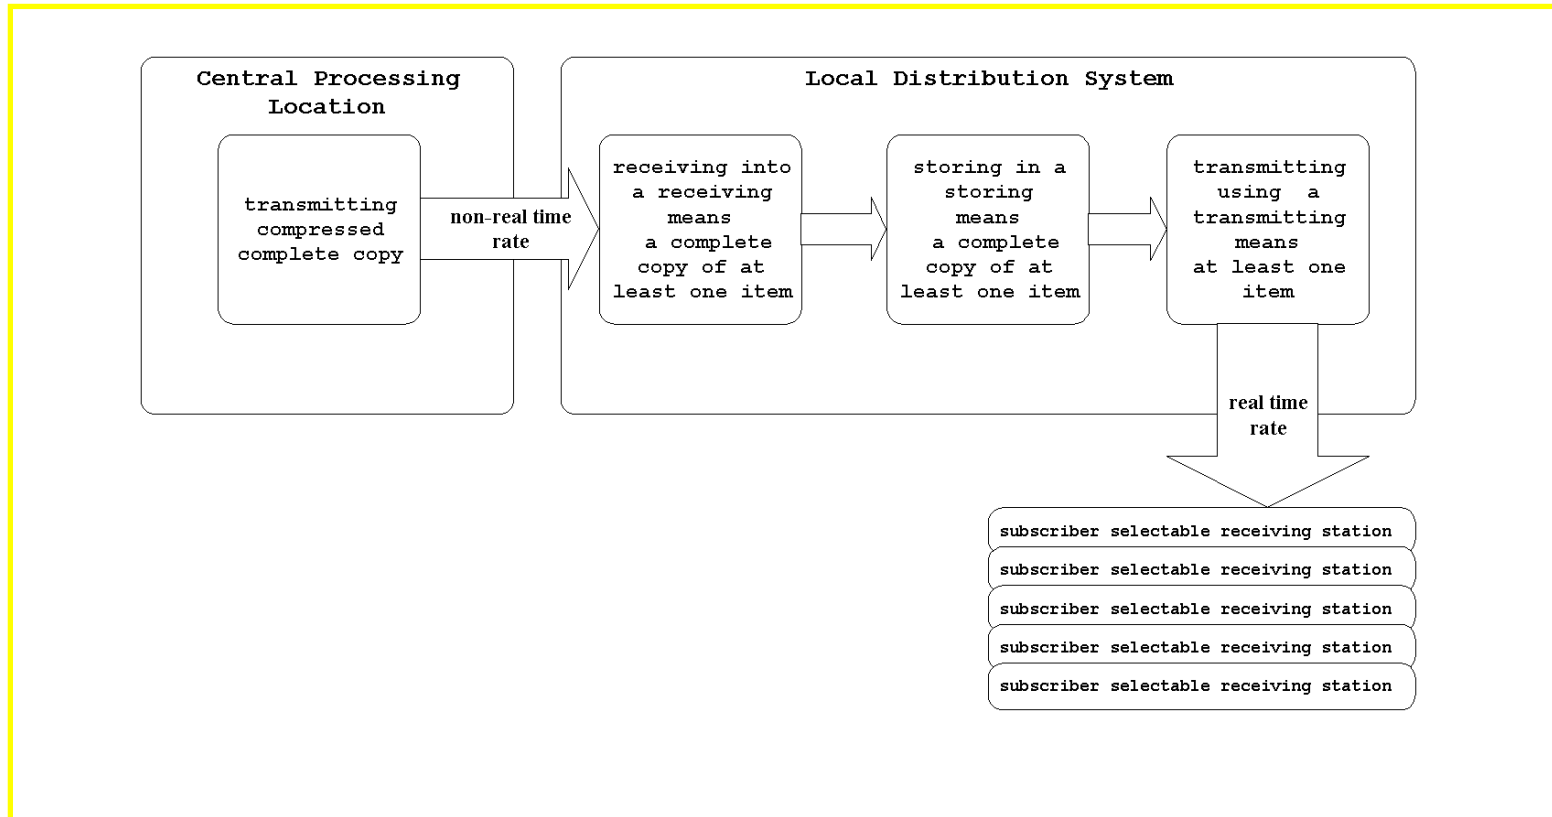 Central Processing
Location
transmitting
compressed
complete copy
non-real time
rate
Local Distribution System
receiving into
a receiving
means
a complete
copy of at
least one item
storing in a
storing
means
a complete
copy of at
least one item
transmitting
using a
transmitting
means
at least one
item
real time
rate
subscriber selectable receiving station
subscriber selectable receiving station
subscriber selectable receiving station
subscriber selectable receiving station
subscriber selectable receiving station